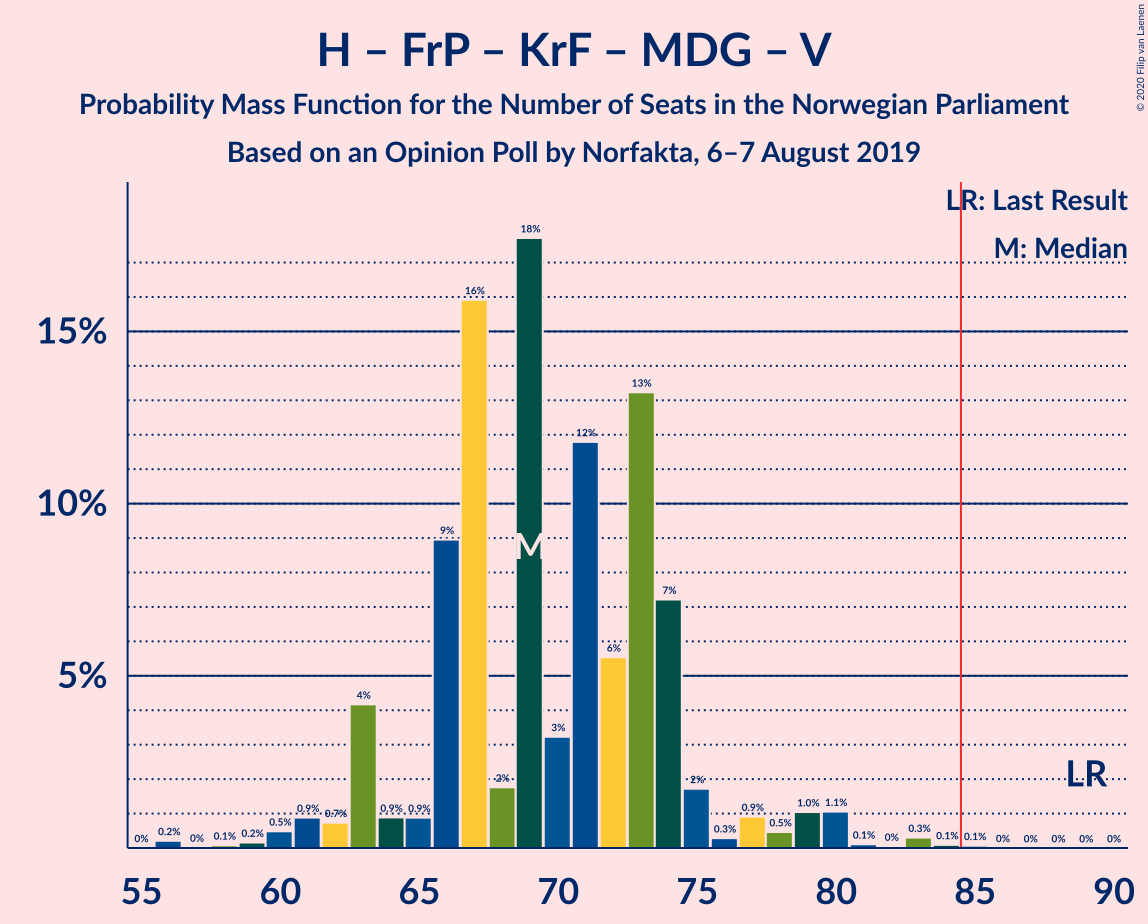 H – FrP – KrF – MDG – V
Probability Mass Function for the Number of Seats in the Norwegian Parliament
Based on an Opinion Poll by Norfakta, 6–7 August 2019
© 2020 Filip van Laenen
LR: Last Result
M: Median
15%
10%
5%
0% 0.2% 0% 0.1% 0.2% 0.5% 0.9% 0.7% 4% 0.9% 0.9% 9% 16% 2% 18% 3% 12% 6% 13% 7% 2% 0.3% 0.9% 0.5% 1.0% 1.1% 0.1% 0% 0.3% 0.1% 0.1% 0% 0% 0% 0% 0%
M
LR
55 60 65 70 75 80 85 90